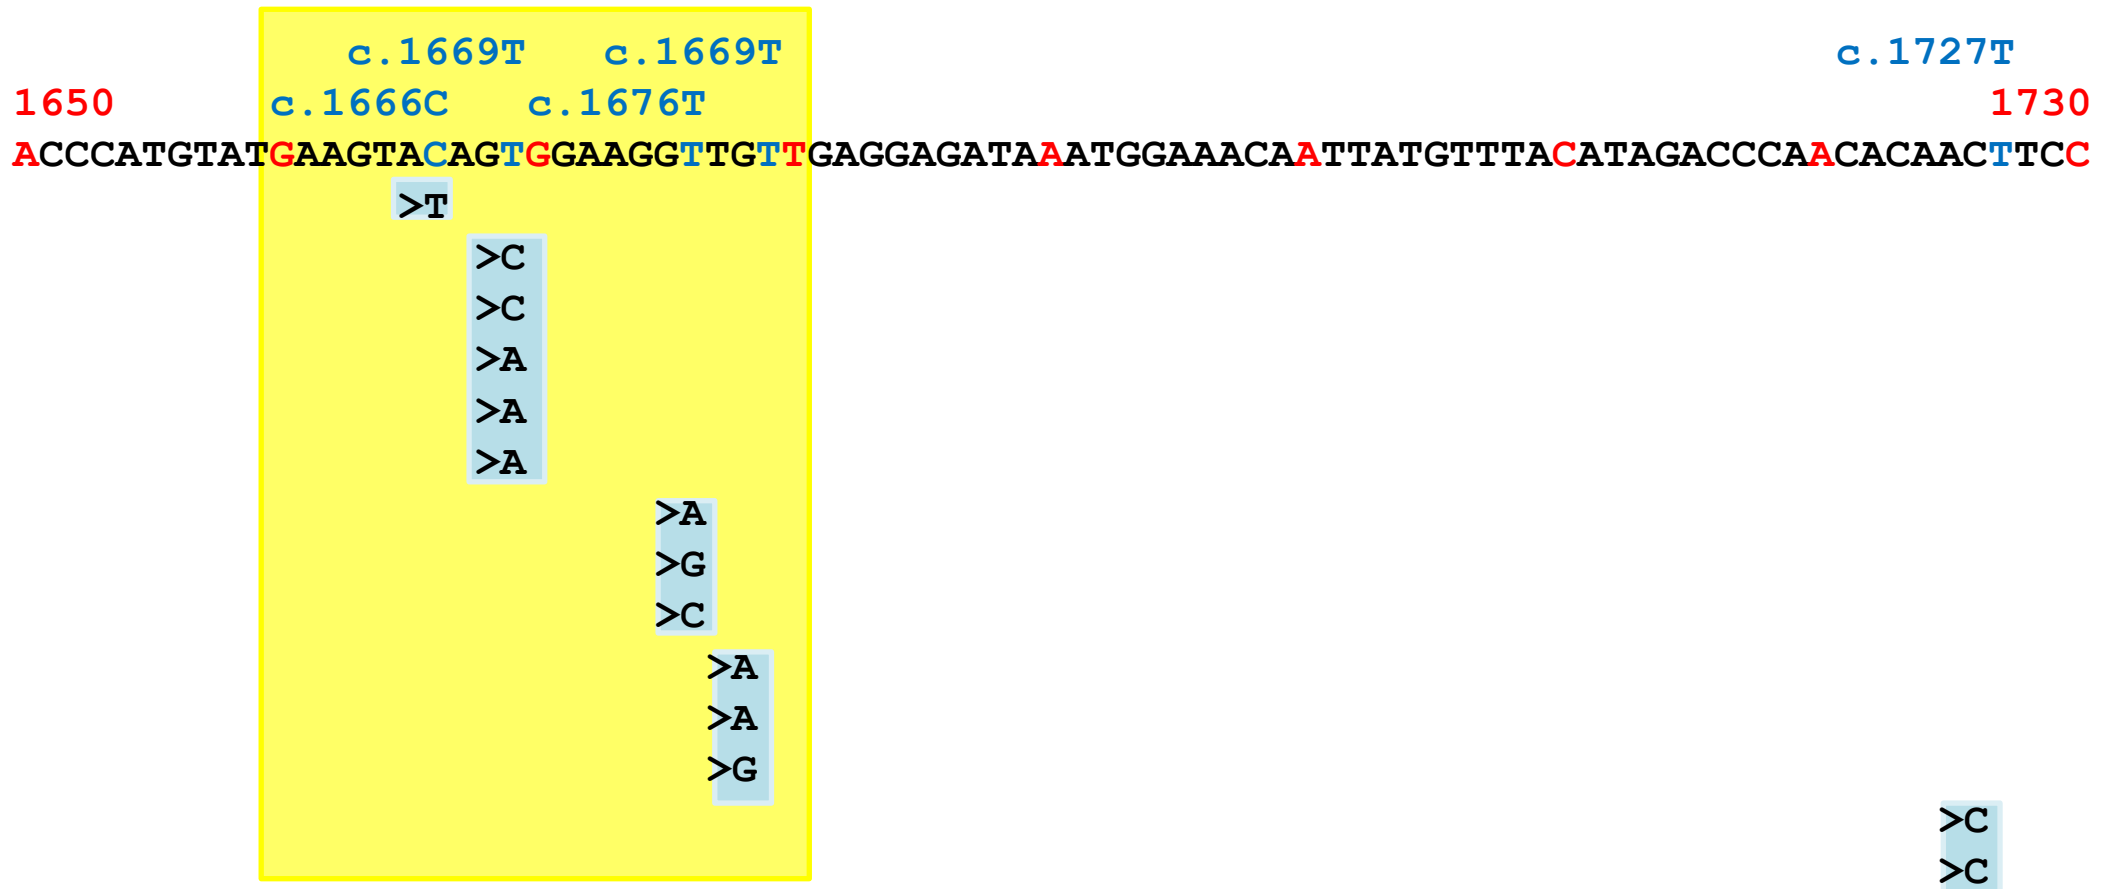 c.1669T c.1669T c.1727T
1650 c.1666C c.1676T 1730
ACCCATGTATGAAGTACAGTGGAAGGTTGTTGAGGAGATAAATGGAAACAATTATGTTTACATAGACCCAACACAACTTCC
>T
>C
>C
>A
>A
>A
>A
>G
>C
>A
>A
>G
>C
>C